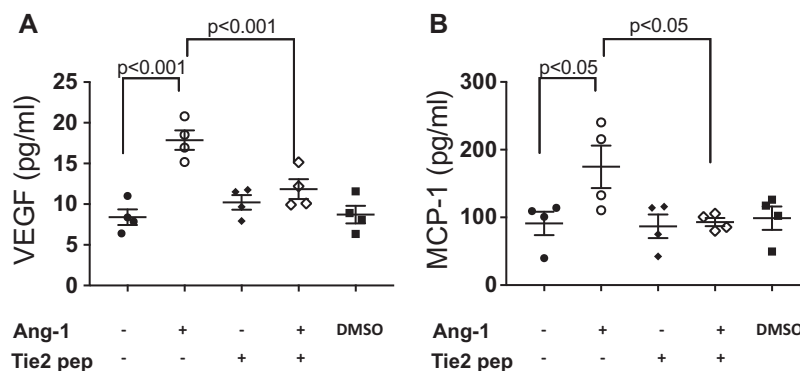 A
p<0.001
p<0.001
VEGF (pg/ml)
25
20
15
10
5
0
Ang-1 - + - + DMSO
Tie2 pep - - + +
B
p<0.05
p<0.05
MCP-1 (pg/ml)
300
200
100
0
Ang-1 - + - + DMSO
Tie2 pep - - + +